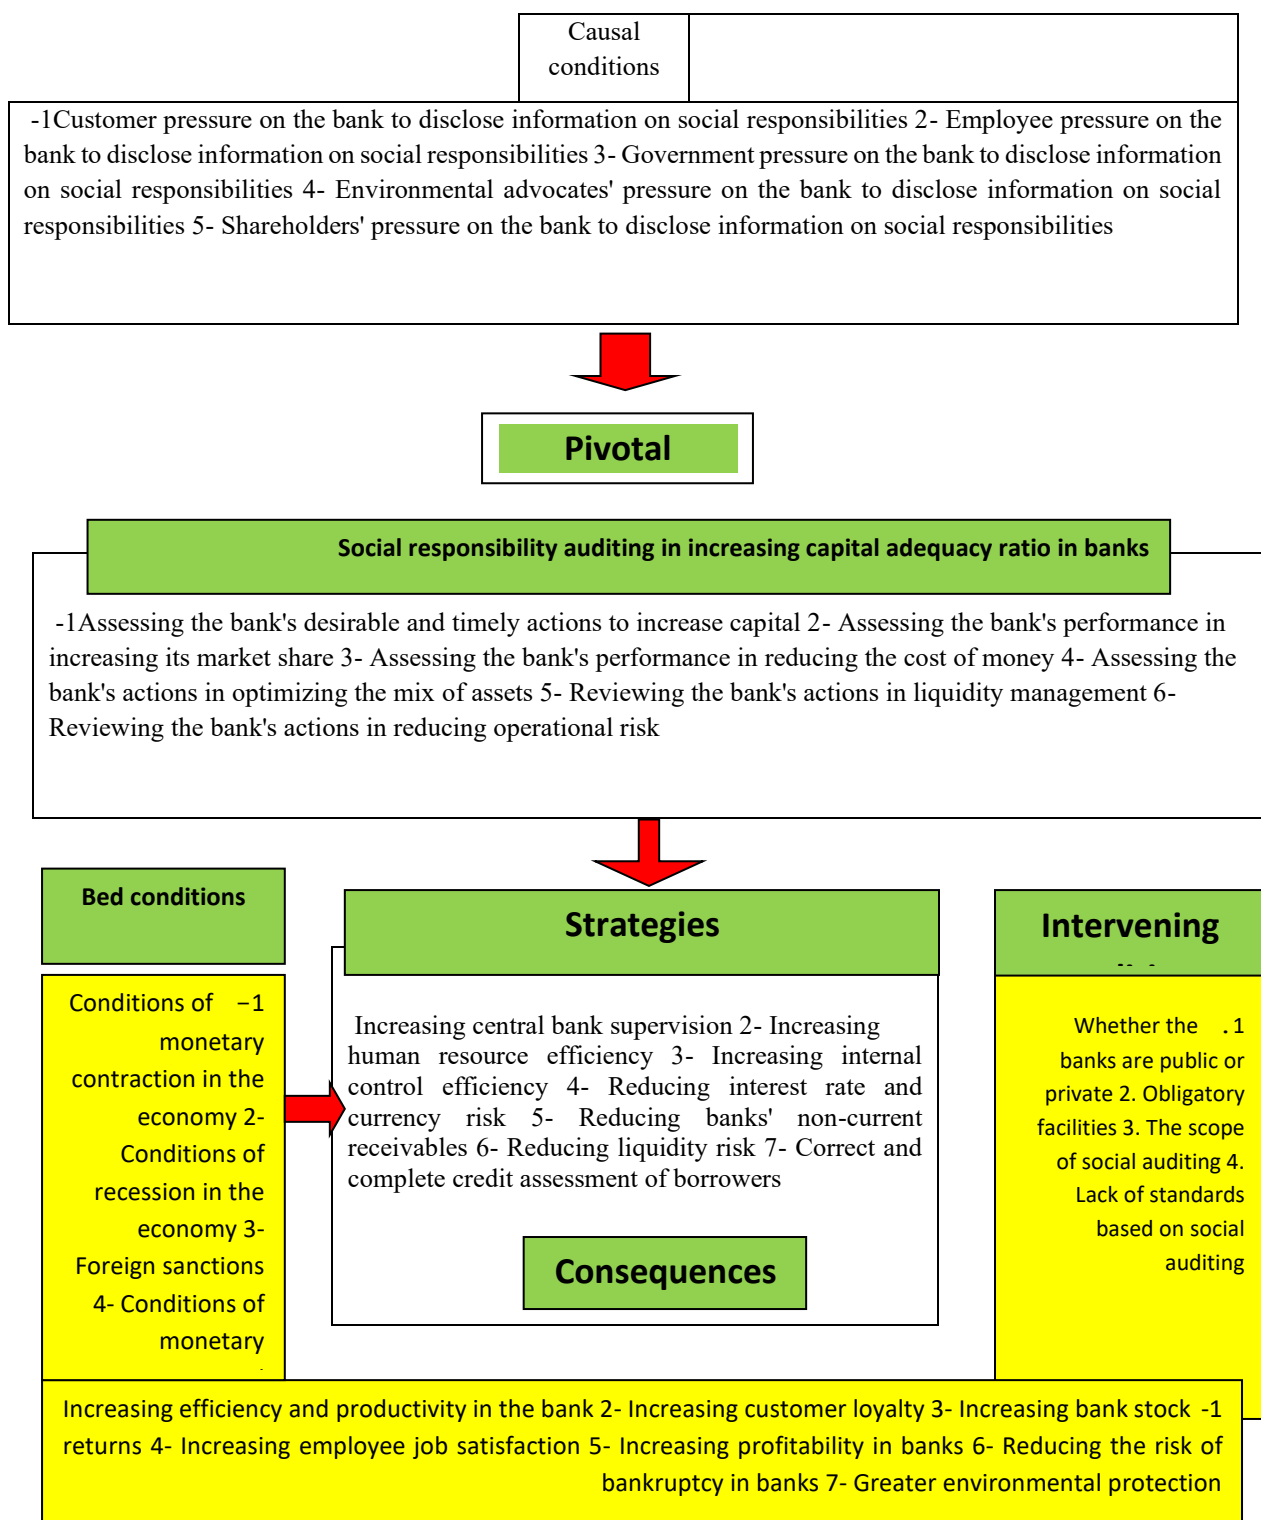 Causal
conditions
-1Customer pressure on the bank to disclose information on social responsibilities 2- Employee pressure on the
bank to disclose information on social responsibilities 3- Government pressure on the bank to disclose information
on social responsibilities 4- Environmental advocates' pressure on the bank to disclose information on social
responsibilities 5- Shareholders' pressure on the bank to disclose information on social responsibilities
Pivotal
Social responsibility auditing in increasing capital adequacy ratio in banks
-1Assessing the bank's desirable and timely actions to increase capital 2- Assessing the bank's performance in
increasing its market share 3- Assessing the bank's performance in reducing the cost of money 4- Assessing the
bank's actions in optimizing the mix of assets 5- Reviewing the bank's actions in liquidity management 6-
Reviewing the bank's actions in reducing operational risk
Bed conditions
Conditions of -1
monetary
contraction in the
economy 2-
Conditions of
recession in the
economy 3-
Foreign sanctions
4- Conditions of
monetary
Strategies
Increasing central bank supervision 2- Increasing
human resource efficiency 3- Increasing internal
control efficiency 4- Reducing interest rate and
currency risk 5- Reducing banks' non-current
receivables 6- Reducing liquidity risk 7- Correct and
complete credit assessment of borrowers
Intervening
Whether the .1
banks are public or
private 2. Obligatory
facilities 3. The scope
of social auditing 4.
Lack of standards
based on social
auditing
Consequences
Increasing efficiency and productivity in the bank 2- Increasing customer loyalty 3- Increasing bank stock -1
returns 4- Increasing employee job satisfaction 5- Increasing profitability in banks 6- Reducing the risk of
bankruptcy in banks 7- Greater environmental protection